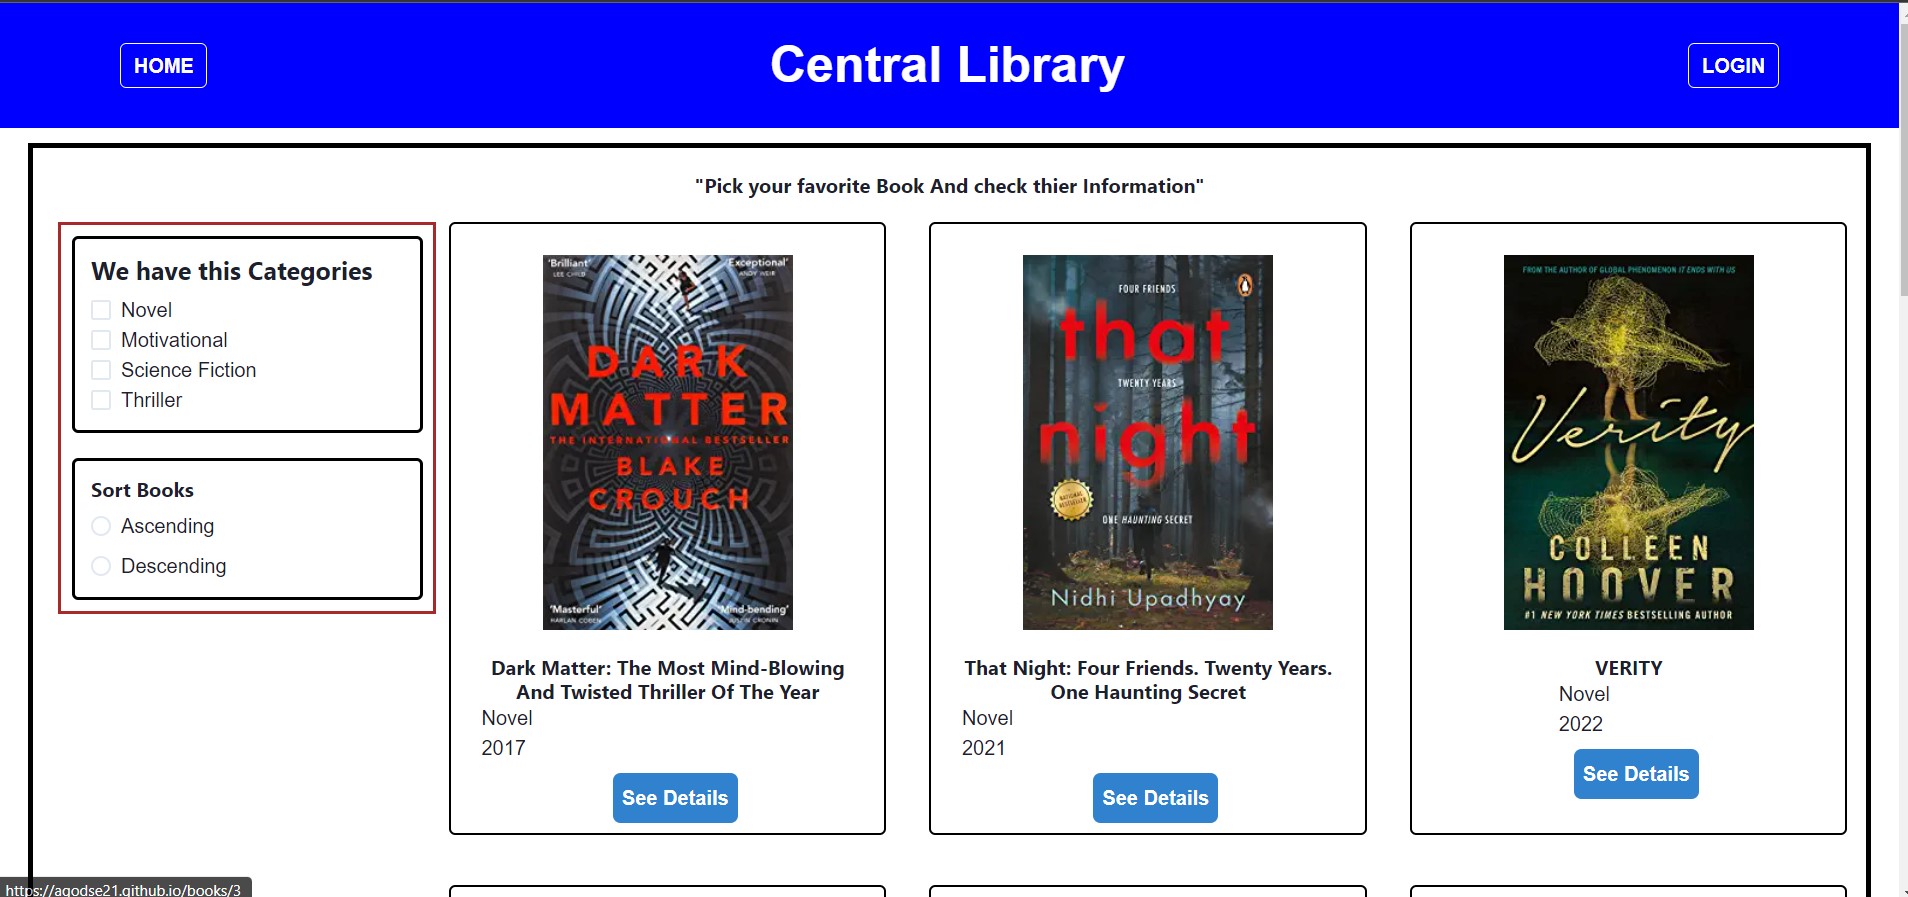 HOME
Central Library
LOGIN
"Pick your favorite Book And check thier Information"
We have this Categories
Novel
Motivational
Science Fiction
Thriller
Sort Books
Ascending
Descending
'Brilliant'
LEE CHILD
'Exceptional'
ANDY WEIR
DARK
MATTER
THE INTERNATIONAL BESTSELLER
BLAKE
CROUCH
'Masterful'
HARLAN COBEN
'Mind-bending'
JUSTIN CRONIN
Dark Matter: The Most Mind-Blowing
And Twisted Thriller Of The Year
Novel
2017
See Details
FOUR FRIENDS
that
TWENTY YEARS
night
NATIONAL
BESTSELLER
ONE HAUNTING SECRET
Nidhi Upadhyay
That Night: Four Friends. Twenty Years.
One Haunting Secret
Novel
2021
See Details
FROM THE AUTHOR OF GLOBAL PHENOMENON IT ENDS WITH US
Verity
COLLEEN
HOOVER
#1 NEW YORK TIMES BESTSELLING AUTHOR
VERITY
Novel
2022
See Details
https://agodse21.github.io/books/3